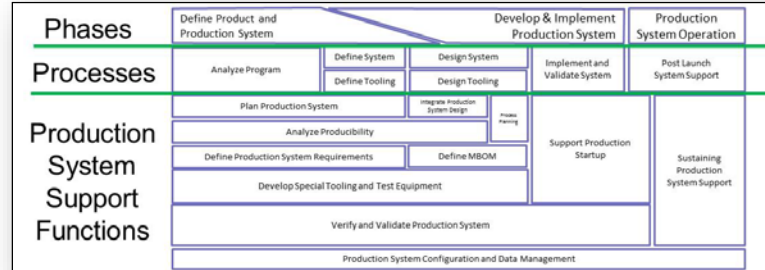 Phases
Define Product and
Production System
Develop & Implement
Production System
Production
System Operation
Processes
Analyze Program
Define System
Define Tooling
Design System
Design Tooling
Implement and
Validate System
Post Launch
System Support
Production
System
Support
Functions
Plan Production System
Integrate Production
System Design
Process
Planning
Analyze Producibility
Define Production System Requirements
Define MBOM
Support Production
Startup
Sustaining
Production
System Support
Develop Special Tooling and Test Equipment
Verify and Validate Production System
Production System Configuration and Data Management